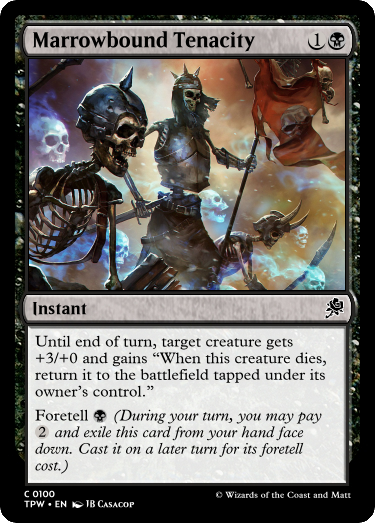 Marrowbound Tenacity 1
Instant
Until end of turn, target creature gets
+3/+0 and gains “When this creature dies,
return it to the battlefield tapped under its
owner's control.”
Foretell (During your turn, you may pay
2 and exile this card from your hand face
down. Cast it on a later turn for its foretell
cost.)
C 0100
TPW • EN JB Casacop
© Wizards of the Coast and Matt